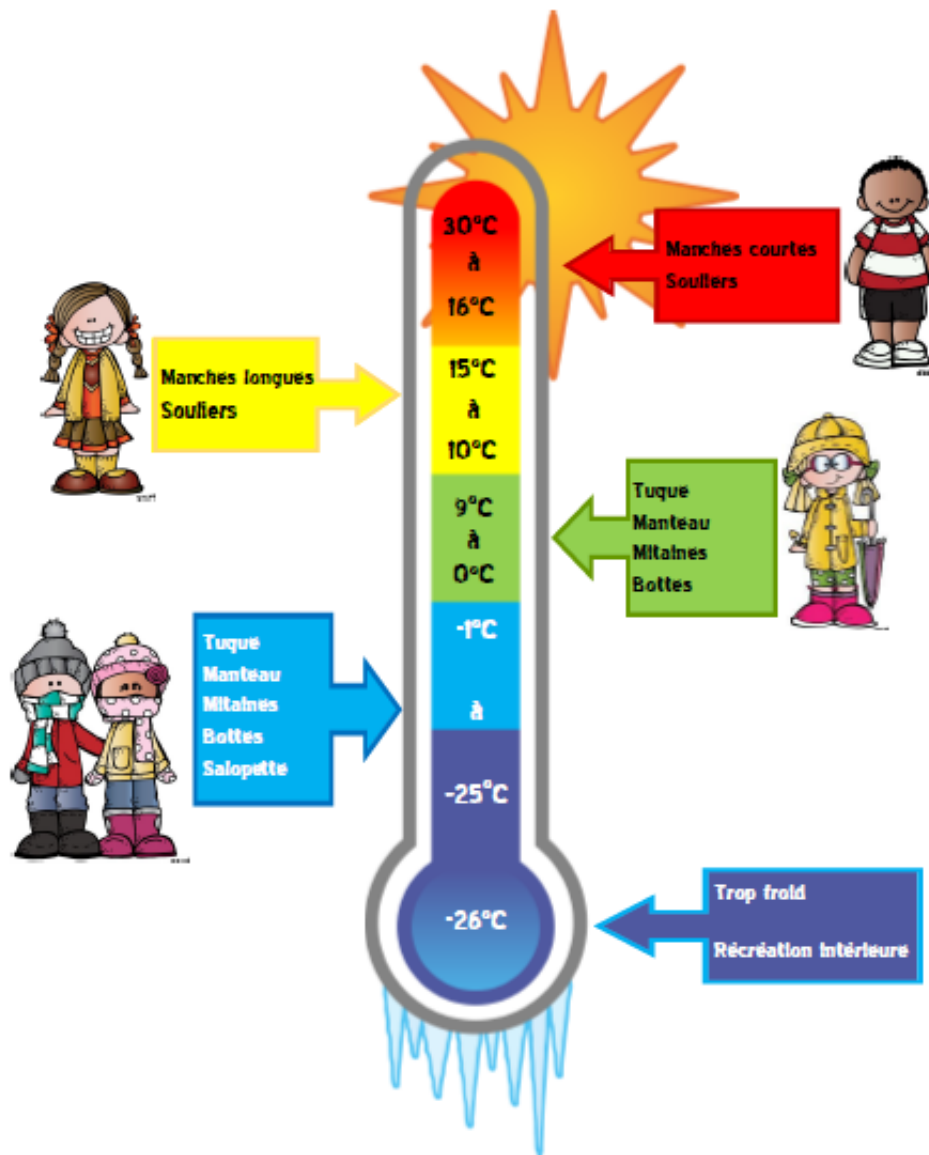 30°C
à
16°C
Manches courtes
Souliers
15°C
à
10°C
Manches longues
Souliers
9°C
à
0°C
Tuque
Manteau
Mitaines
Bottes
-1°C
à
-25°C
Tuque
Manteau
Mitaines
Bottes
Salopette
-26°C
Trop froid
Récréation intérieure